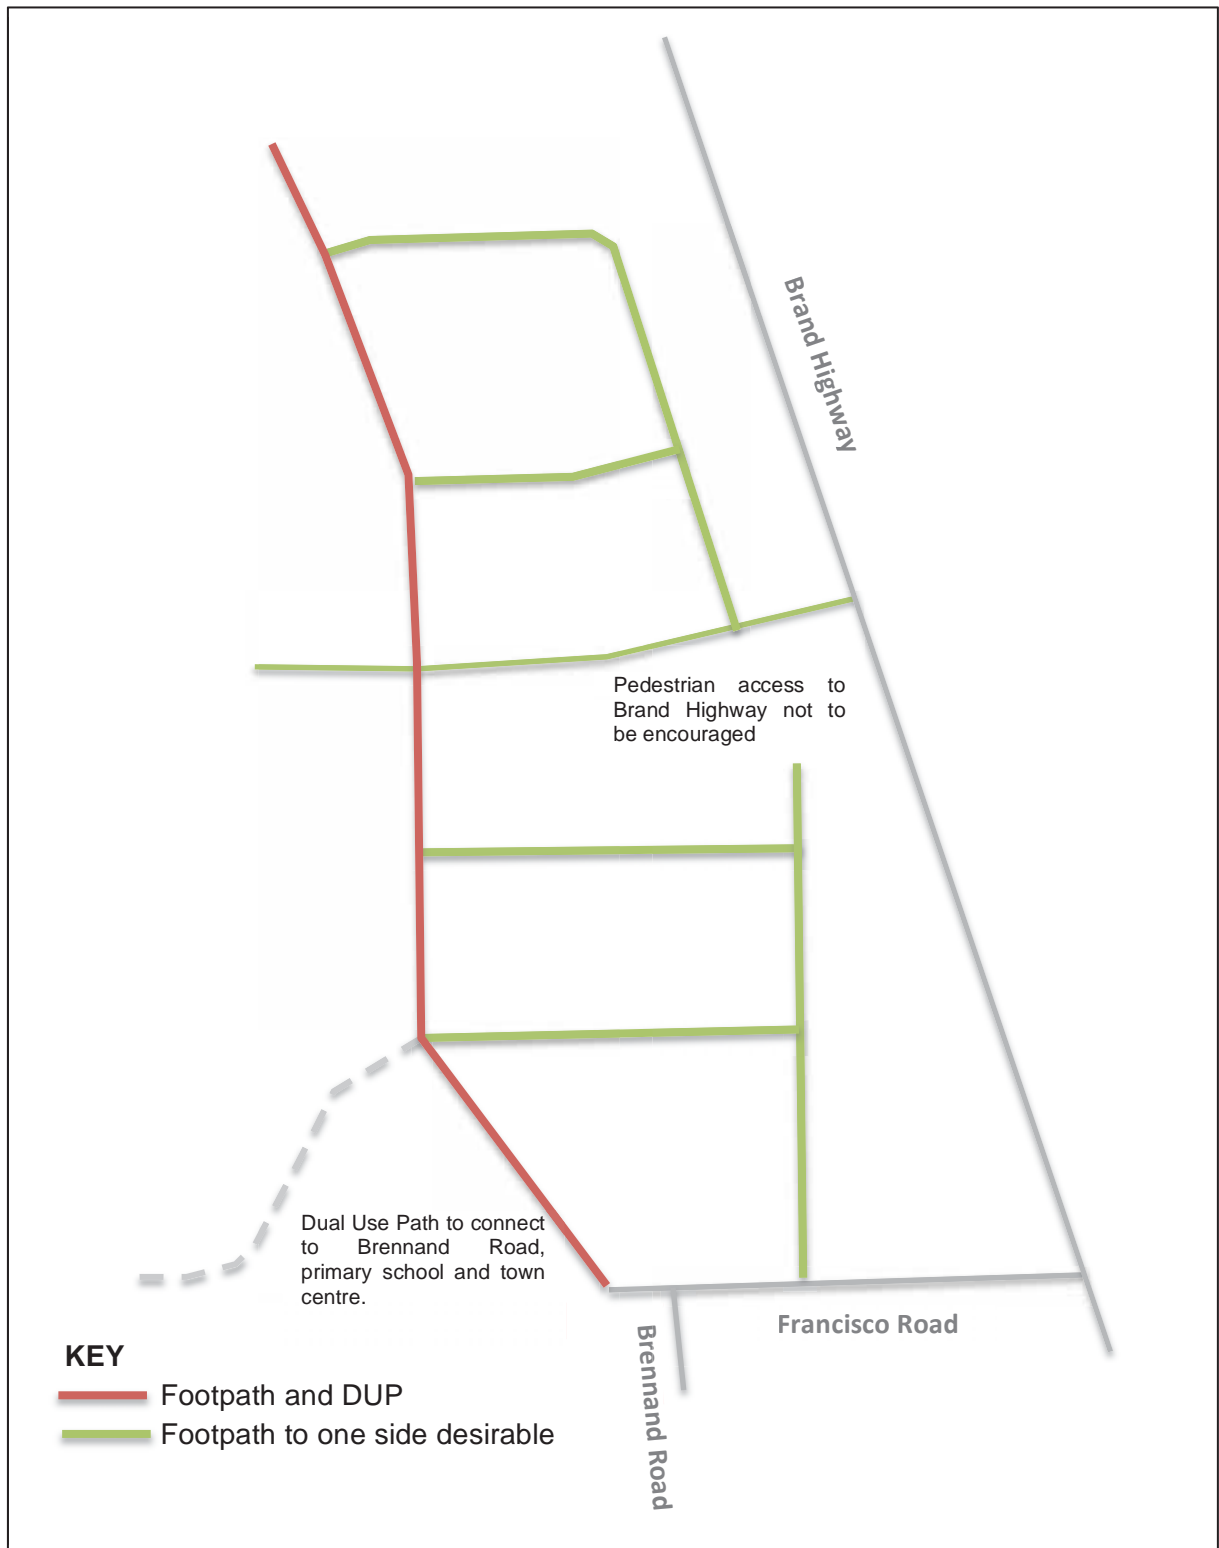 Brand Highway
Pedestrian access to
Brand Highway not to
be encouraged
Dual Use Path to connect
to Brennand Road,
primary school and town
centre.
Francisco Road
Brennand Road
KEY
Footpath and DUP
Footpath to one side desirable